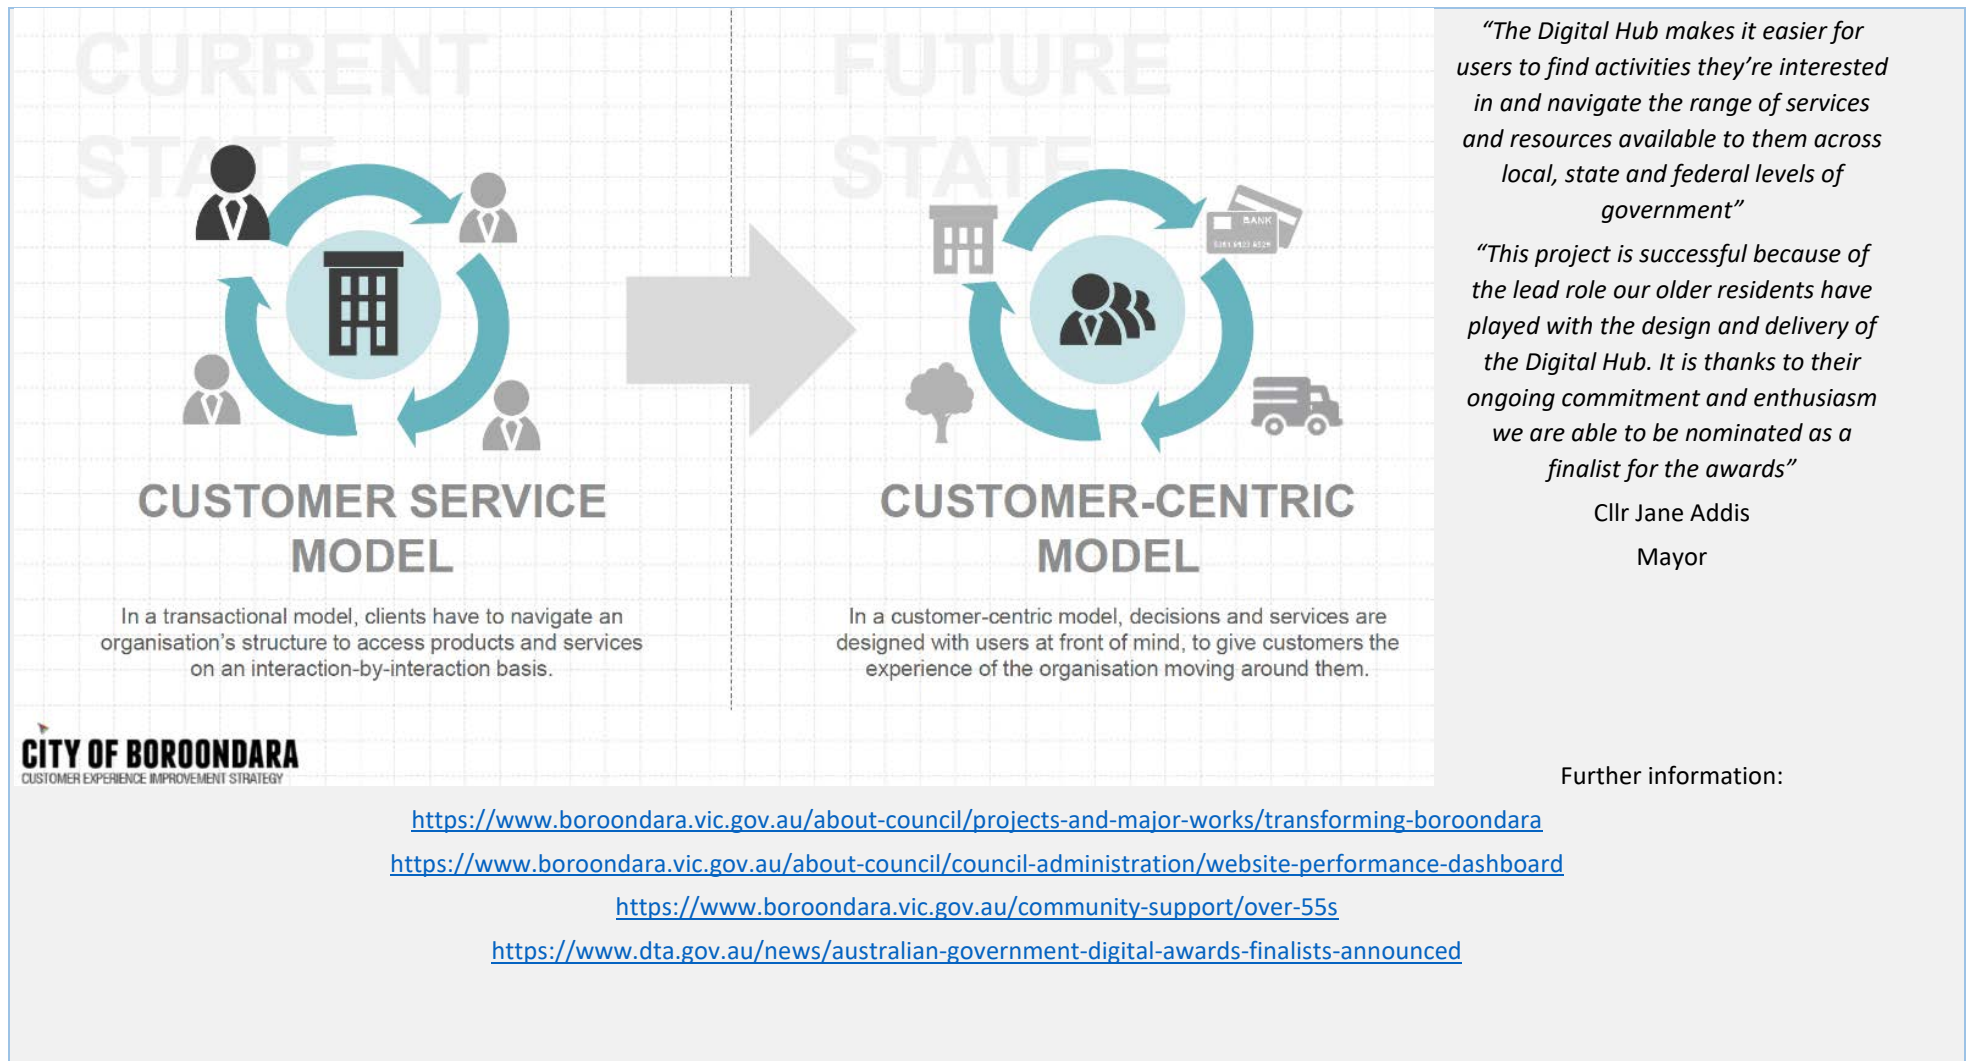 CURRENT
STATE
CUSTOMER SERVICE
MODEL
In a transactional model, clients have to navigate an
organisation's structure to access products and services
on an interaction-by-interaction basis.
FUTURE
STATE
BANK
CUSTOMER-CENTRIC
MODEL
In a customer-centric model, decisions and services are
designed with users at front of mind, to give customers the
experience of the organisation moving around them.
CITY OF BOROONDARA
CUSTOMER EXPERIENCE IMPROVEMENT STRATEGY
“The Digital Hub makes it easier for
users to find activities they’re interested
in and navigate the range of services
and resources available to them across
local, state and federal levels of
government”
“This project is successful because of
the lead role our older residents have
played with the design and delivery of
the Digital Hub. It is thanks to their
ongoing commitment and enthusiasm
we are able to be nominated as a
finalist for the awards”
Cllr Jane Addis
Mayor
Further information:
https://www.boroondara.vic.gov.au/about-council/projects-and-major-works/transforming-boroondara
https://www.boroondara.vic.gov.au/about-council/council-administration/website-performance-dashboard
https://www.boroondara.vic.gov.au/community-support/over-55s
https://www.dta.gov.au/news/australian-government-digital-awards-finalists-announced